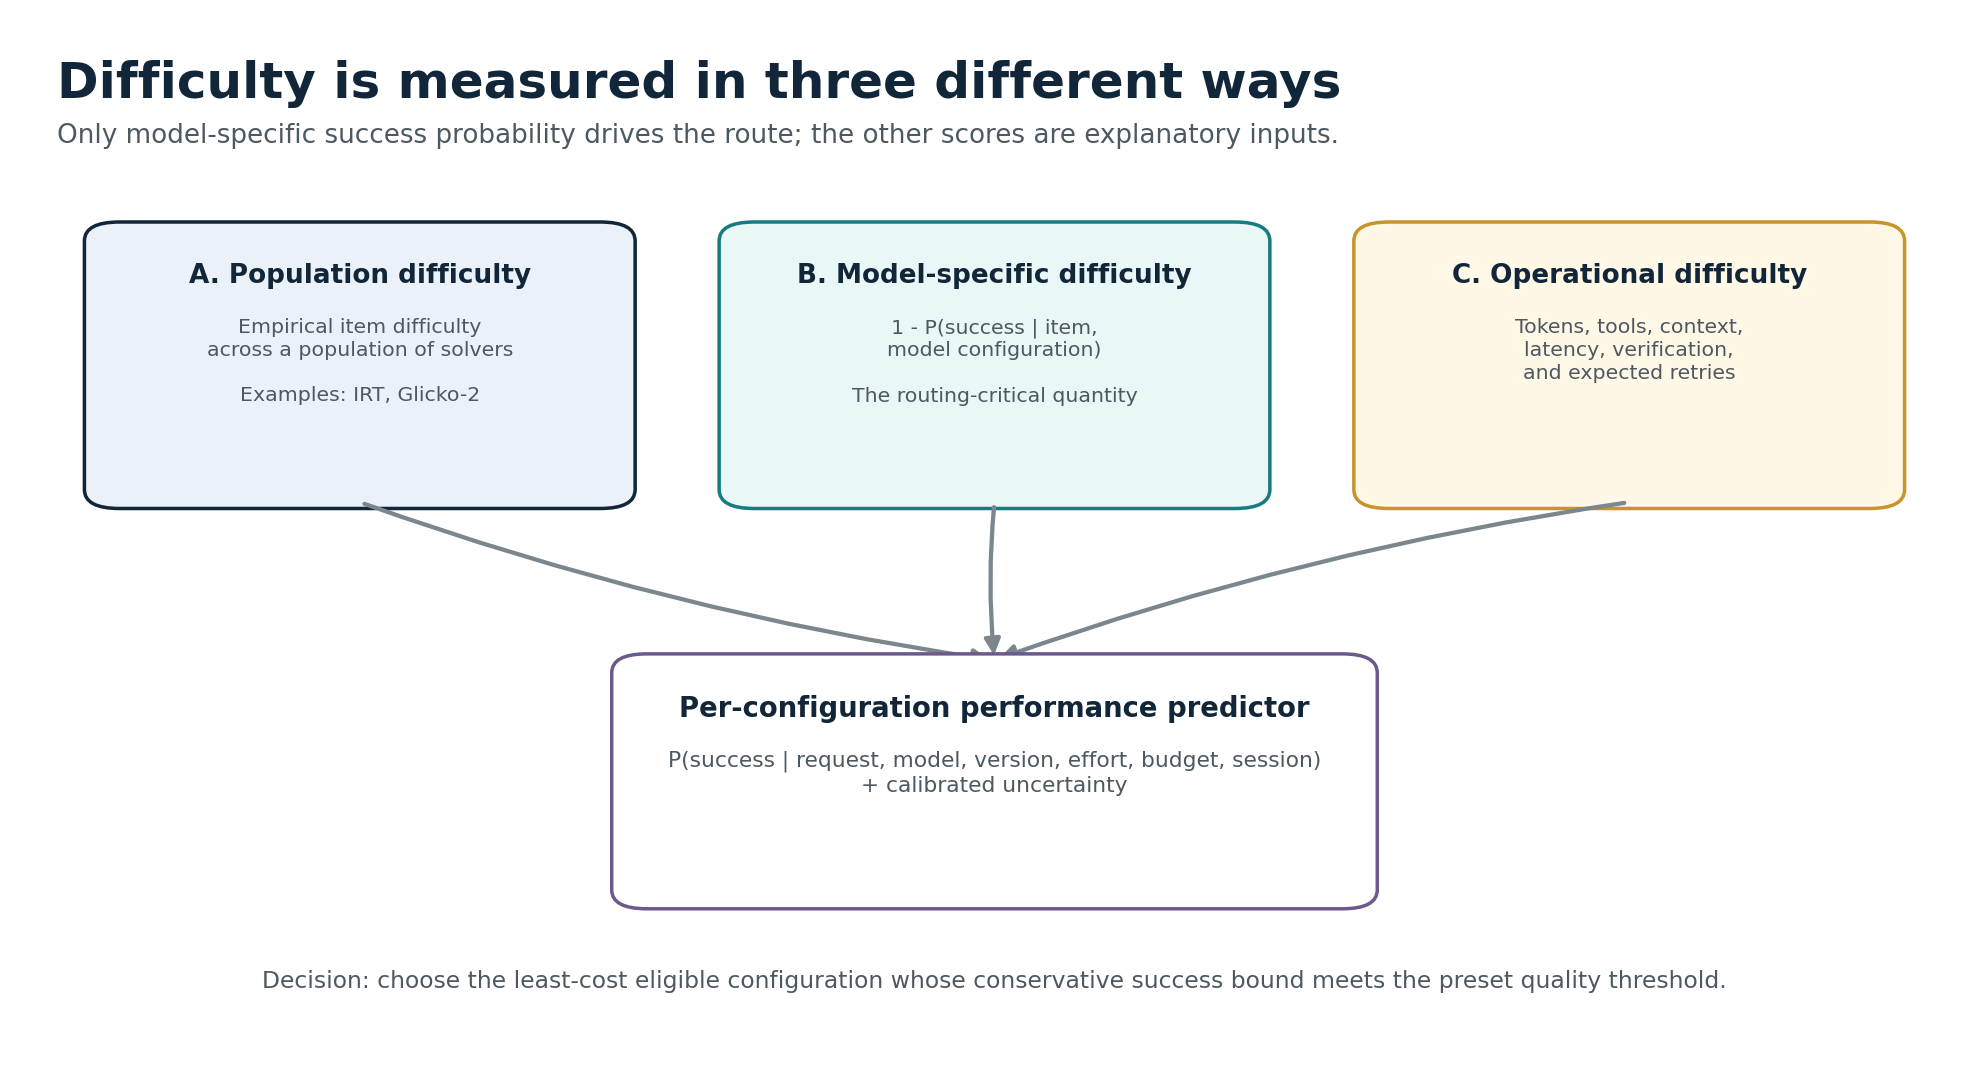 Difficulty is measured in three different ways
Only model-specific success probability drives the route; the other scores are explanatory inputs.
A. Population difficulty
Empirical item difficulty
across a population of solvers
Examples: IRT, Glicko-2
B. Model-specific difficulty
1 - P(success | item,
model configuration)
The routing-critical quantity
C. Operational difficulty
Tokens, tools, context,
latency, verification,
and expected retries
Per-configuration performance predictor
P(success | request, model, version, effort, budget, session)
+ calibrated uncertainty
Decision: choose the least-cost eligible configuration whose conservative success bound meets the preset quality threshold.